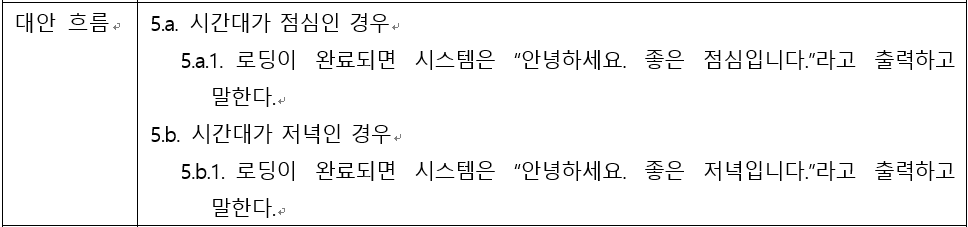 대안 흐름
5.a. 시간대가 점심인 경우
5.a.1. 로딩이 완료되면 시스템은 “안녕하세요. 좋은 점심입니다.”라고 출력하고
말한다.
5.b. 시간대가 저녁인 경우
5.b.1. 로딩이 완료되면 시스템은 “안녕하세요. 좋은 저녁입니다.”라고 출력하고
말한다.